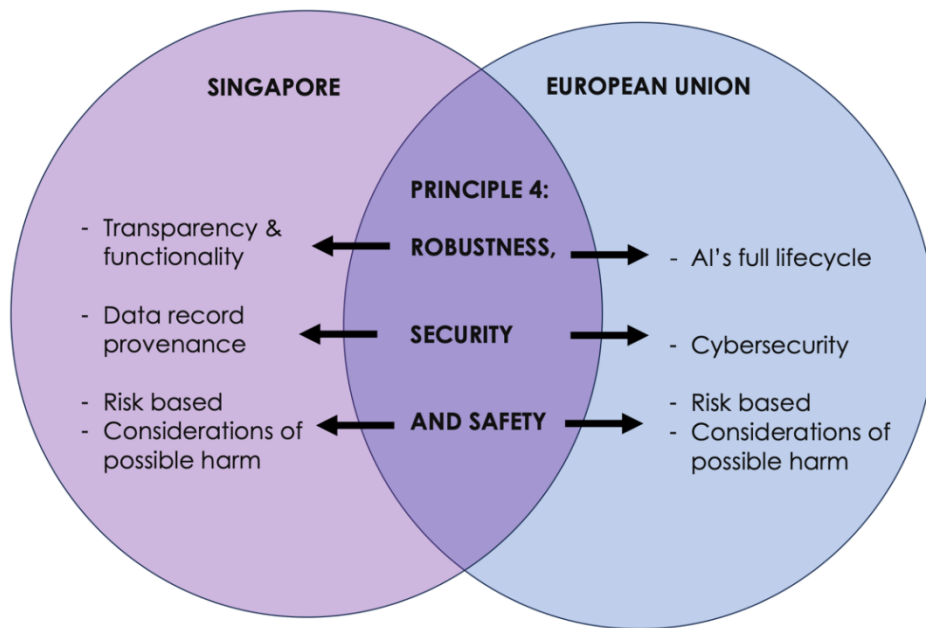 SINGAPORE
EUROPEAN UNION
PRINCIPLE 4:
ROBUSTNESS,
SECURITY
AND SAFETY
- Transparency &
functionality
- Data record
provenance
- Risk based
- Considerations of
possible harm
- AI's full lifecycle
- Cybersecurity
- Risk based
- Considerations of
possible harm